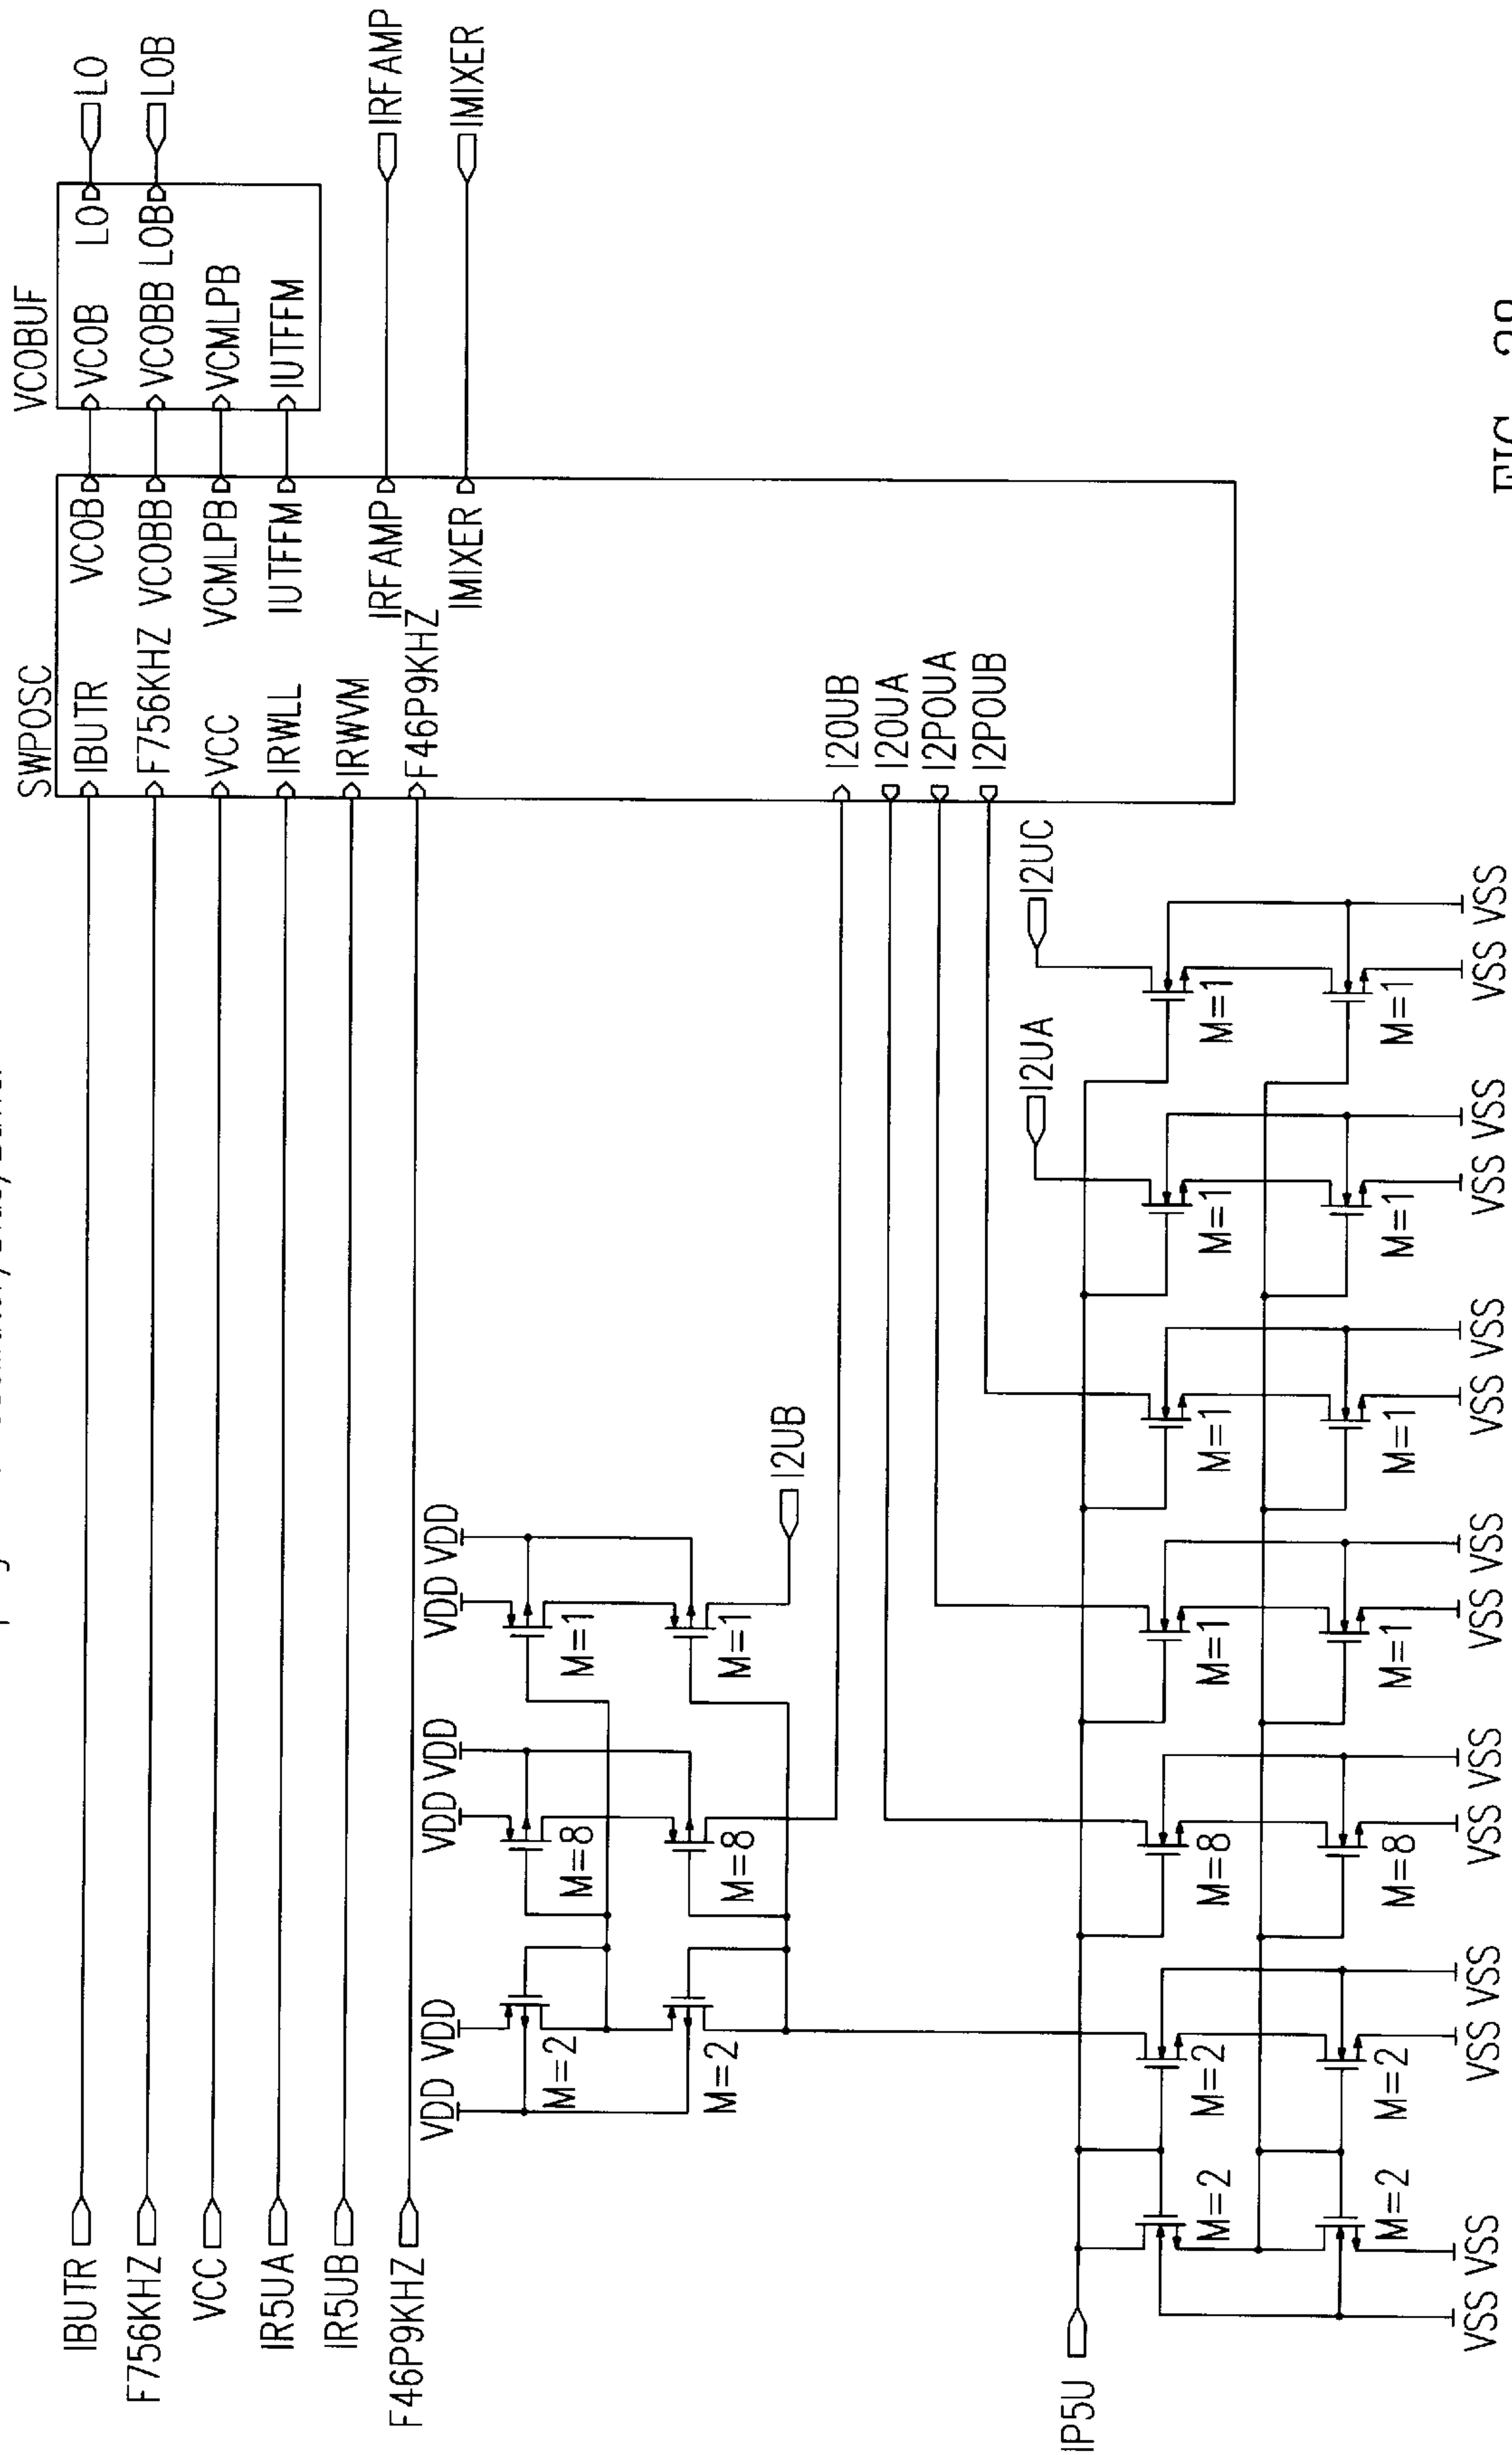 SWPOSC
VCOBUF
IBUTR
IBUTR VCOB
VCOB LO
LO
F756KHZ
F756KHZ VCOBB
VCOBB LOB
LOB
VCC
VCC VCMLPB
VCMLPB
IR5UA
IRWLL IUTFFM
IUTFFM
IR5UB
IRWVM
IRFAMP
IRFAMP
F46P9KHZ
F46P9KHZ
IMIXER
IMIXER
VDD VDD
VDD VDD
VDD VDD
M=2
M=8
M=1
M=2
M=8
M=1
I2UB
I20UB
I20UA
I2P0UA
I2P0UB
I2UA
I2UC
IP5U
M=2
M=2
M=8
M=1
M=1
M=1
M=1
M=2
M=2
M=8
M=1
M=1
M=1
M=1
VSS VSS
VSS VSS
VSS VSS
VSS VSS
VSS VSS
VSS VSS
VSS VSS
FIG.